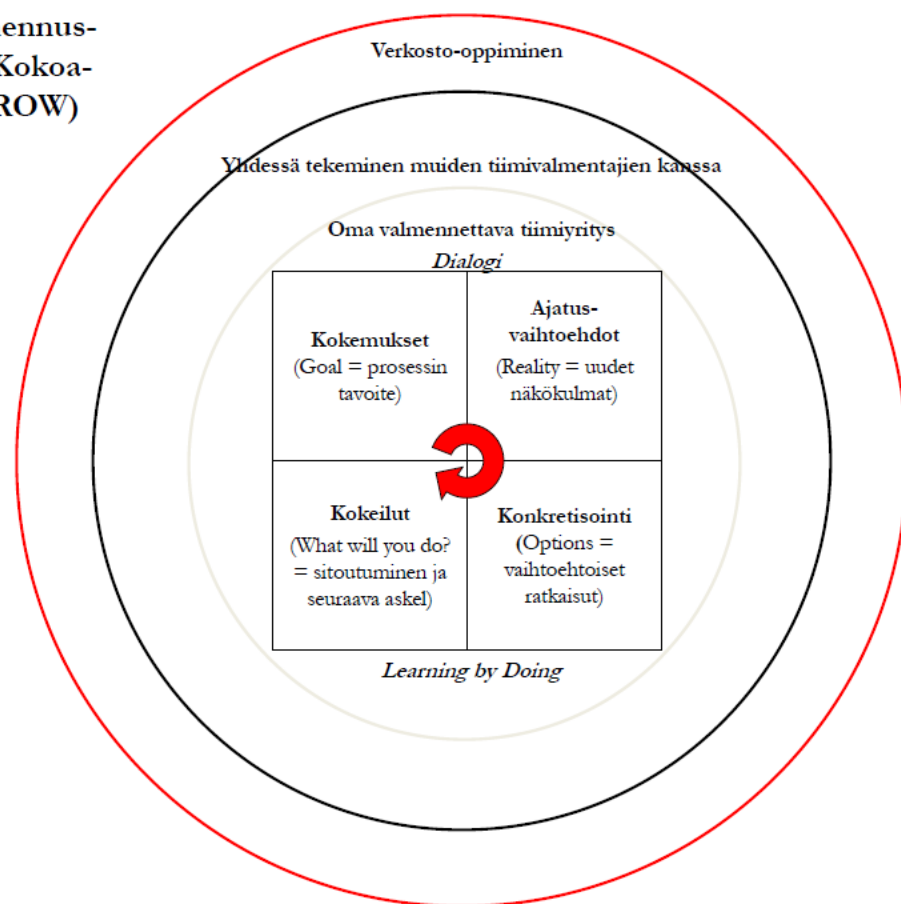 ennus-
Kokoa-
ROW)
Verkosto-oppiminen
Yhdessä tekeminen muiden tiimivalmentajien kanssa
Oma valmennettava tiimiyritys
Dialogi
Kokemukset
(Goal = prosessin
tavoite)
Ajatus-
vaihtoehdot
(Reality = uudet
näkökulmat)
Kokeilut
(What will you do?
= sitoutuminen ja
seuraava askel)
Konkretisointi
(Options =
vaihtoehtoiset
ratkaisut)
Learning by Doing